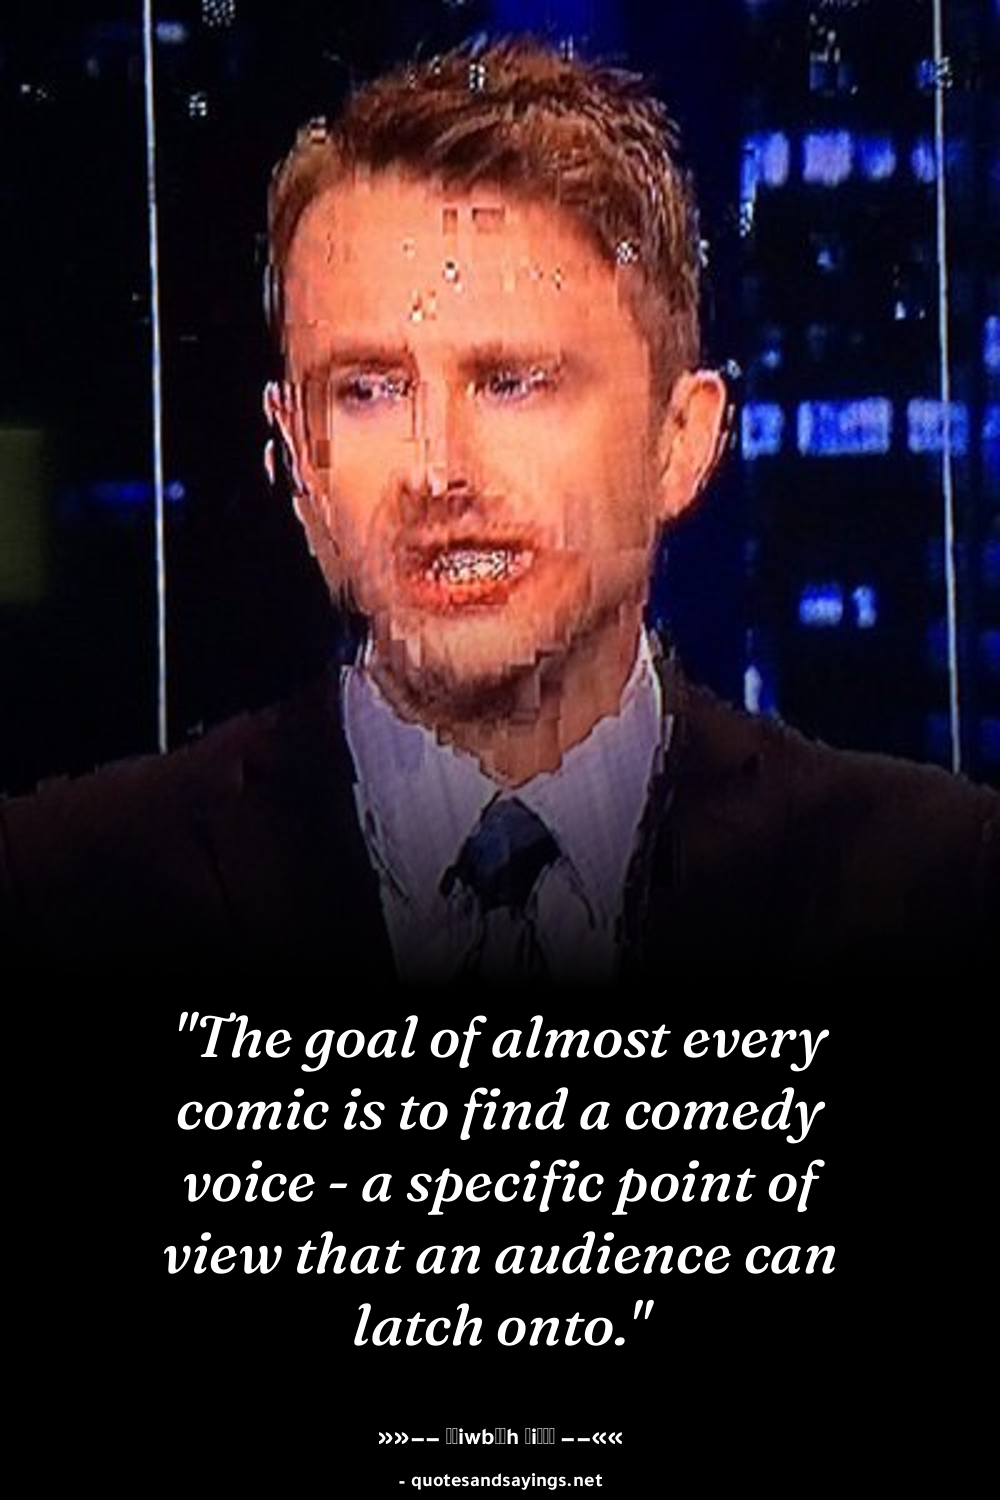 "The goal of almost every
comic is to find a comedy
voice - a specific point of
view that an audience can
latch onto."
- quotesandsayings.net